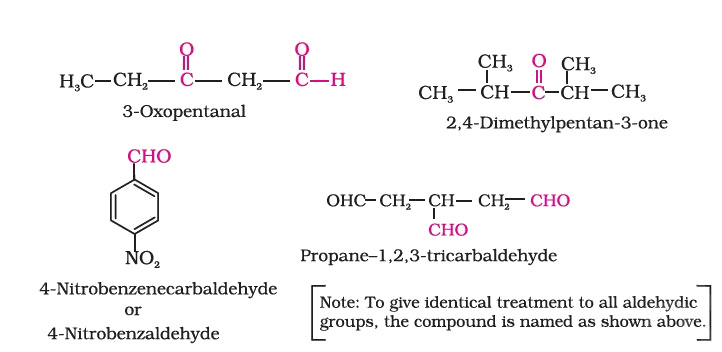 O O
H₃C—CH₂—C—CH₂—C—H
3-Oxopentanal
CH₃ O CH₃
CH₃—CH—C—CH—CH₃
2,4-Dimethylpentan-3-one
CHO
NO₂
4-Nitrobenzenecarbaldehyde
or
4-Nitrobenzaldehyde
OHC—CH₂—CH—CH₂—CHO
CHO
Propane–1,2,3-tricarbaldehyde
Note: To give identical treatment to all aldehydic
groups, the compound is named as shown above.